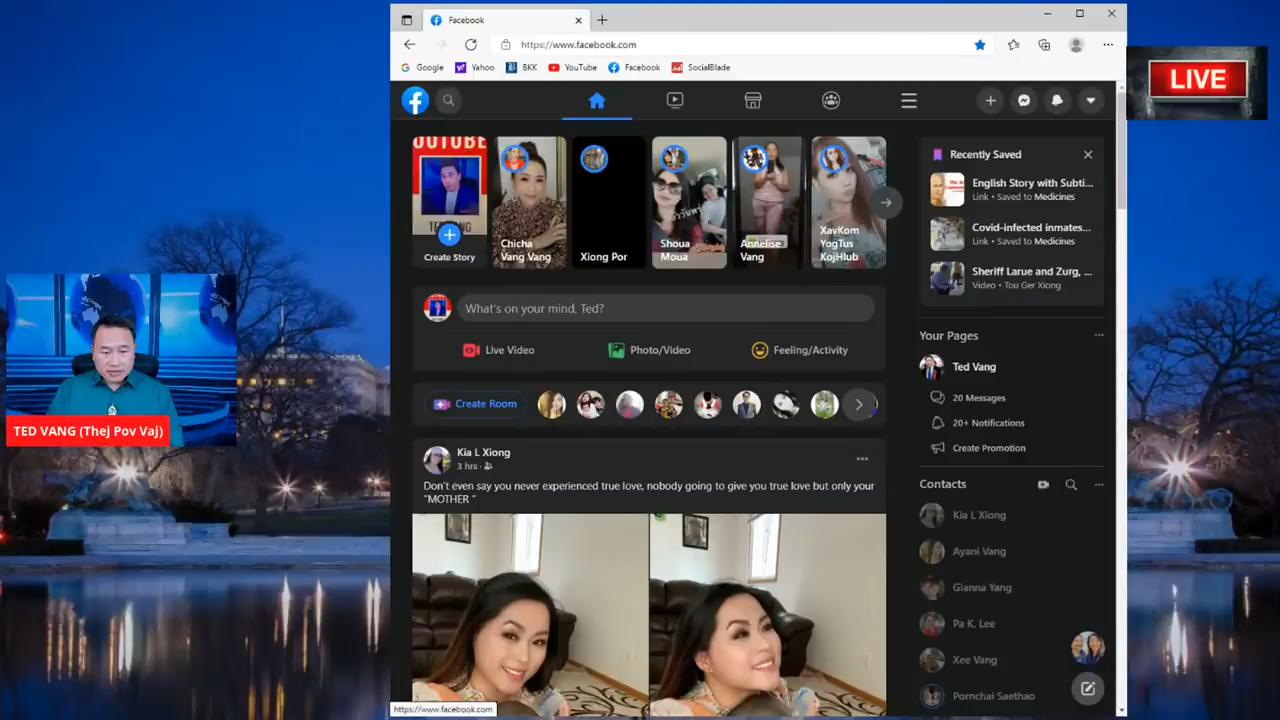 Facebook
https://www.facebook.com
Google
Yahoo
BKK
YouTube
Facebook
SocialBlade
LIVE
OUTUBE
Create Story
Chicha
Vang Vang
Xiong Por
Shoua
Moua
Annelise
Vang
XavKom
YogTus
KojHlub
Recently Saved
English Story with Subti...
Link • Saved to Medicines
Covid-infected inmates...
Link • Saved to Medicines
Sheriff Larue and Zurg, ...
Video • Tou Ger Xiong
What's on your mind, Ted?
Live Video
Photo/Video
Feeling/Activity
Your Pages
Ted Vang
20 Messages
20+ Notifications
Create Promotion
Create Room
TED VANG (Thej Pov Vaj)
Kia L Xiong
3 hrs ·
Don't even say you never experienced true love, nobody going to give you true love but only your
"MOTHER "
Contacts
Kia L Xiong
Ayani Vang
Gianna Yang
Pa K. Lee
Xee Vang
Pornchai Saethao
https://www.facebook.com